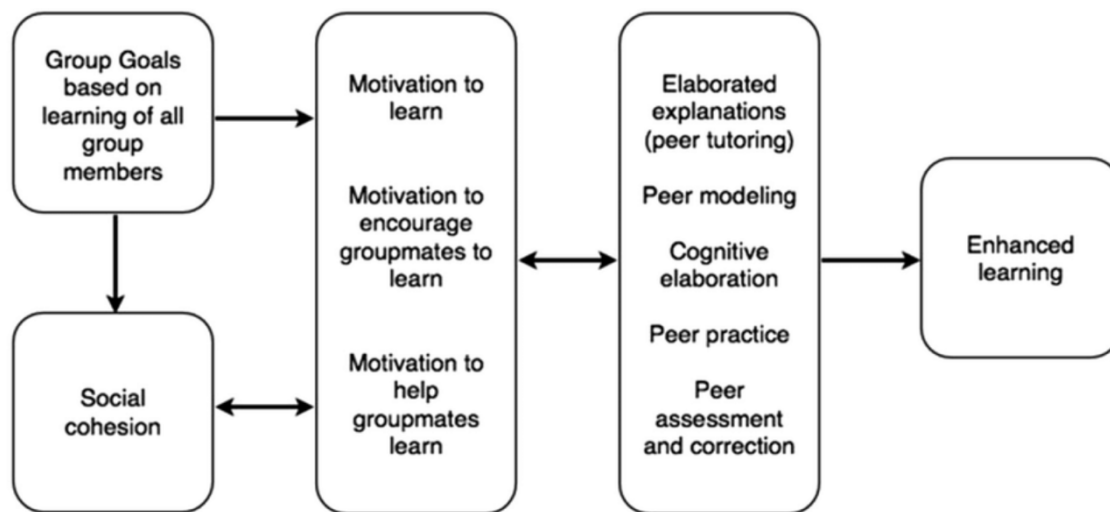 Group Goals
based on
learning of all
group
members
Social
cohesion
Motivation to
learn
Motivation to
encourage
groupmates to
learn
Motivation to
help
groupmates
learn
Elaborated
explanations
(peer tutoring)
Peer modeling
Cognitive
elaboration
Peer practice
Peer
assessment
and correction
Enhanced
learning